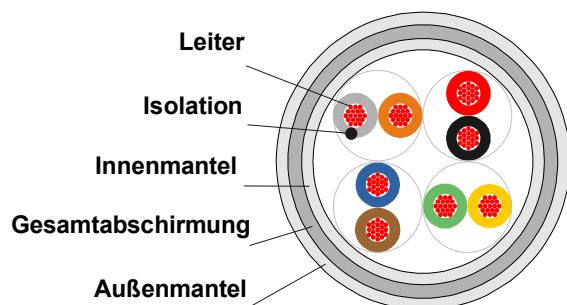 Leiter
Isolation
Innenmantel
Gesamtabschirmung
Außenmantel